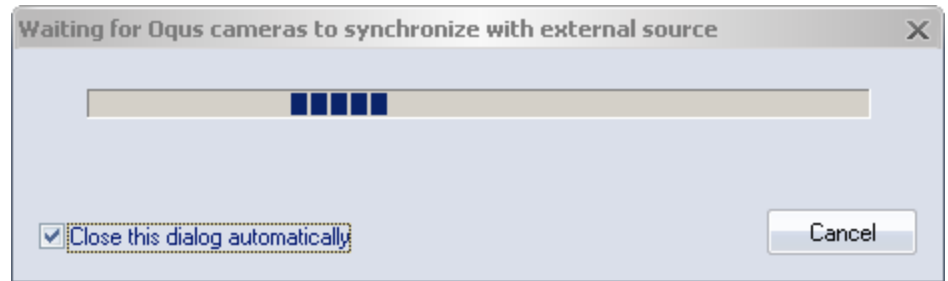 Waiting for Oqus cameras to synchronize with external source
Close this dialog automatically
Cancel